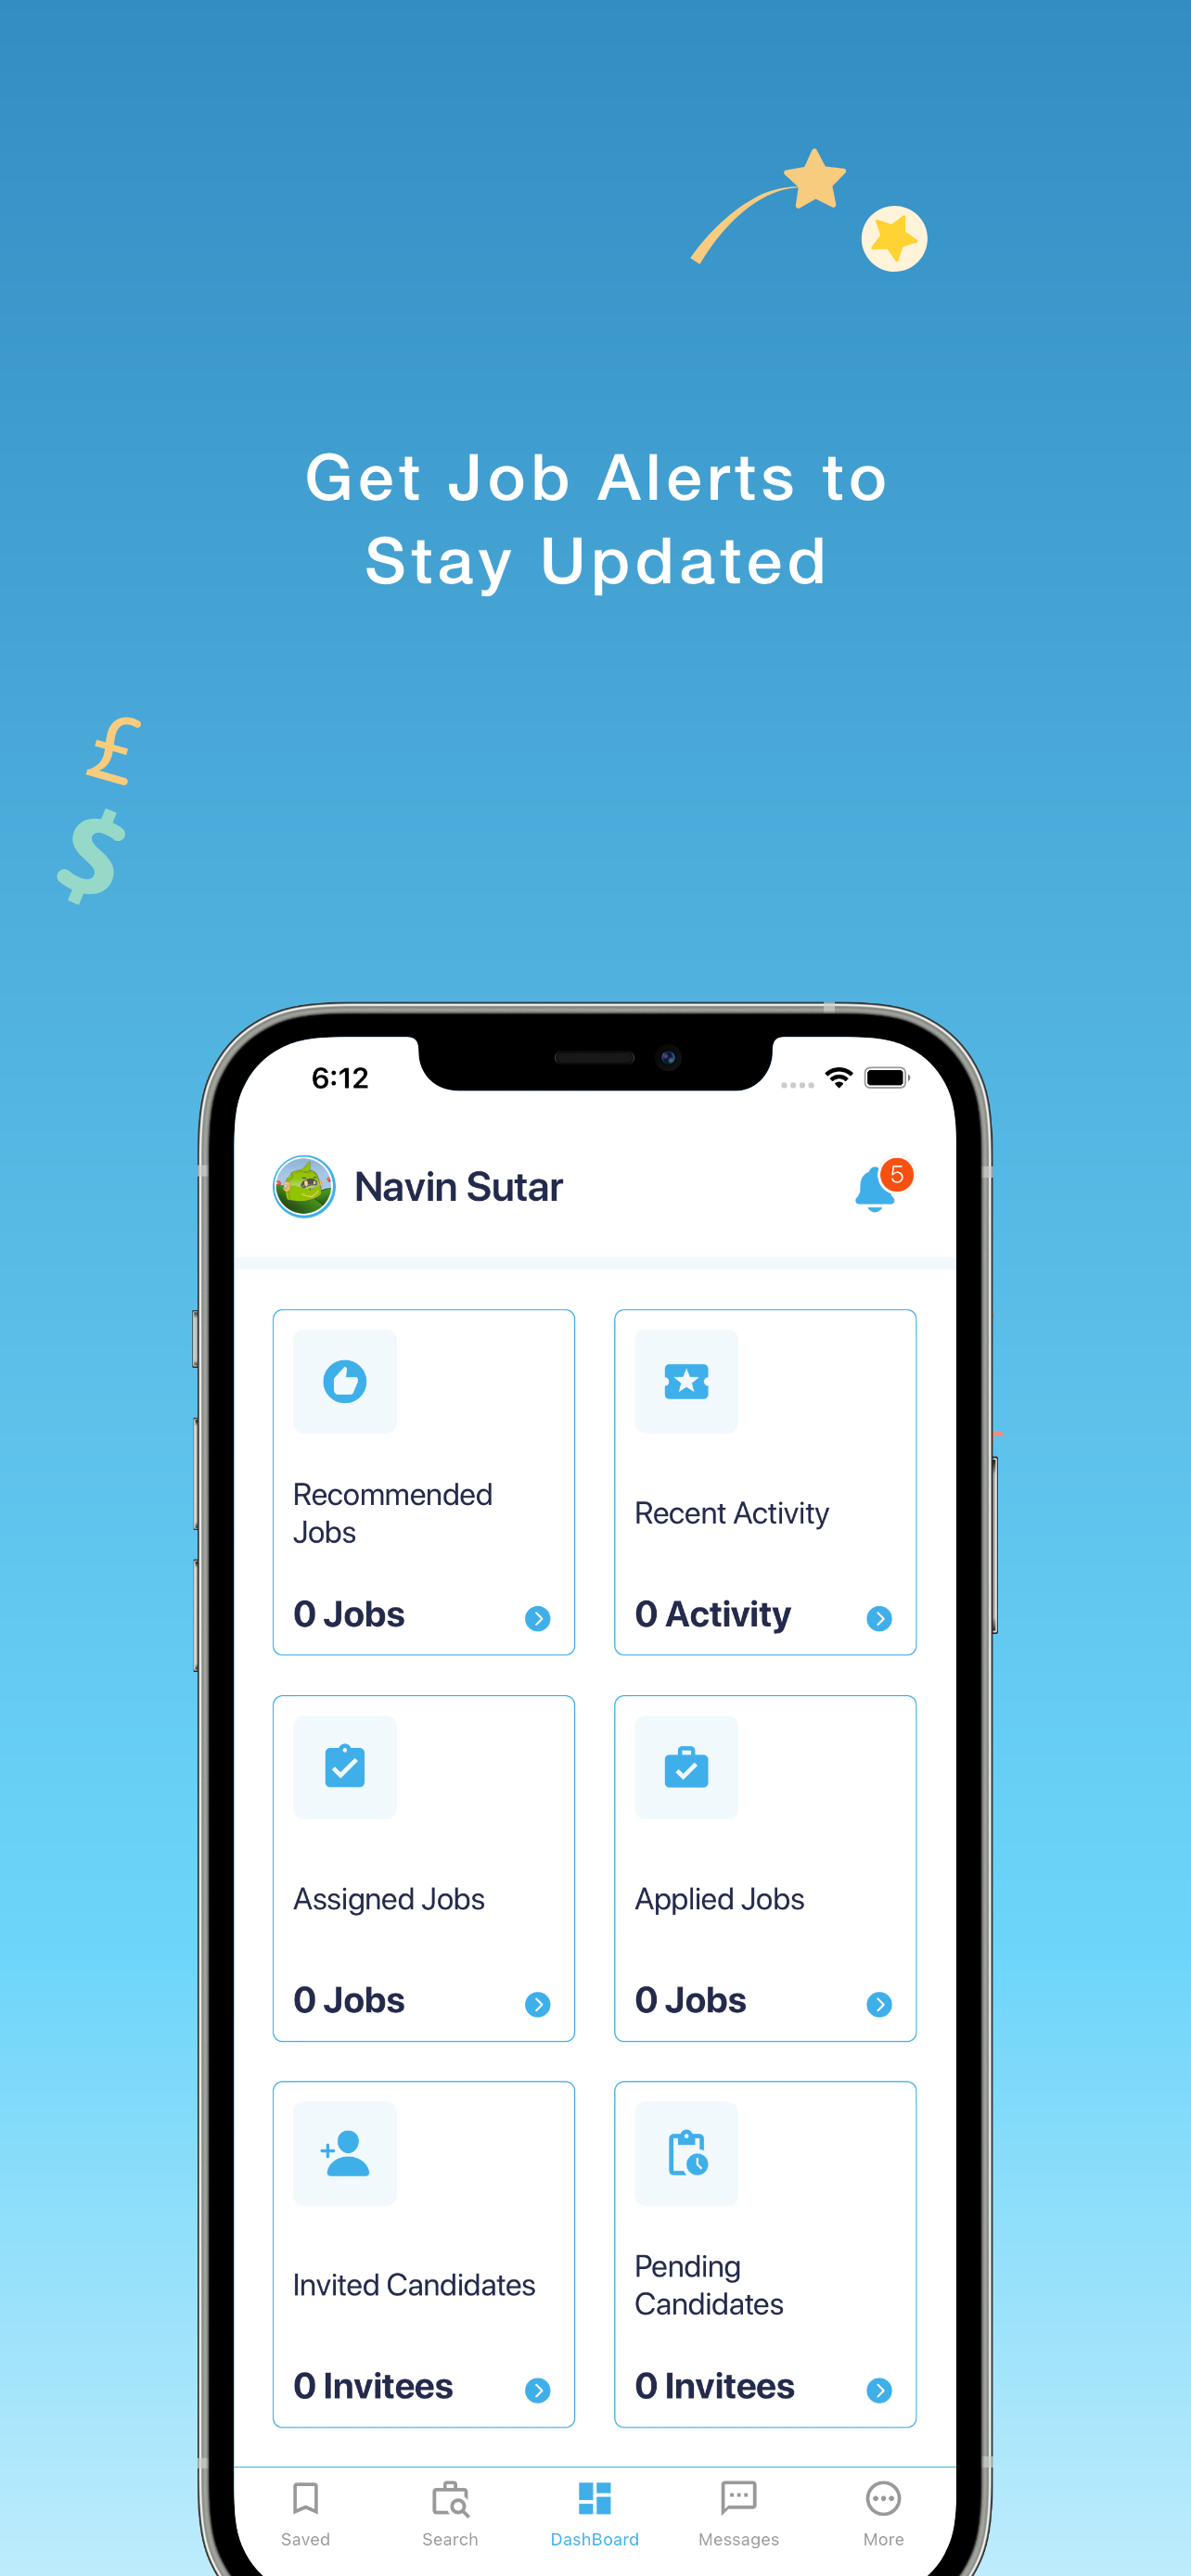 Get Job Alerts to
Stay Updated
£
$
6:12
Navin Sutar
5
Recommended
Jobs
0 Jobs
Recent Activity
0 Activity
Assigned Jobs
0 Jobs
Applied Jobs
0 Jobs
Invited Candidates
0 Invitees
Pending
Candidates
0 Invitees
Saved
Search
DashBoard
Messages
More